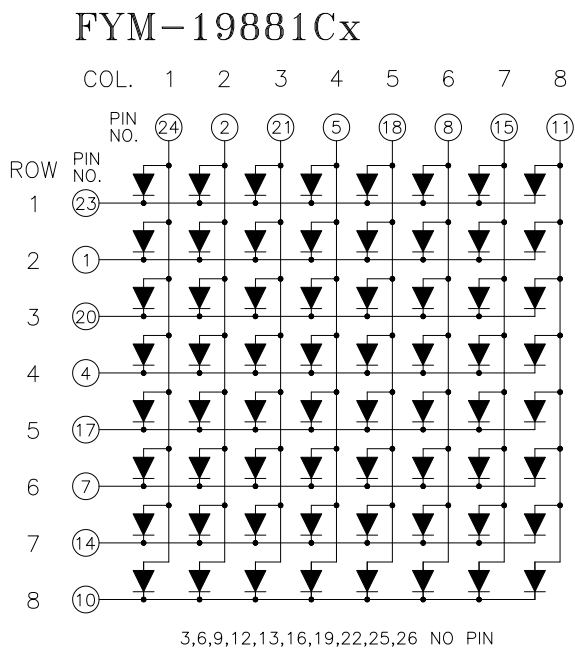 FYM-19881Cx
COL. 1 2 3 4 5 6 7 8
PIN NO. 24 2 21 5 18 8 15 11
ROW PIN NO.
1 23
2 1
3 20
4 4
5 17
6 7
7 14
8 10
3,6,9,12,13,16,19,22,25,26 NO PIN